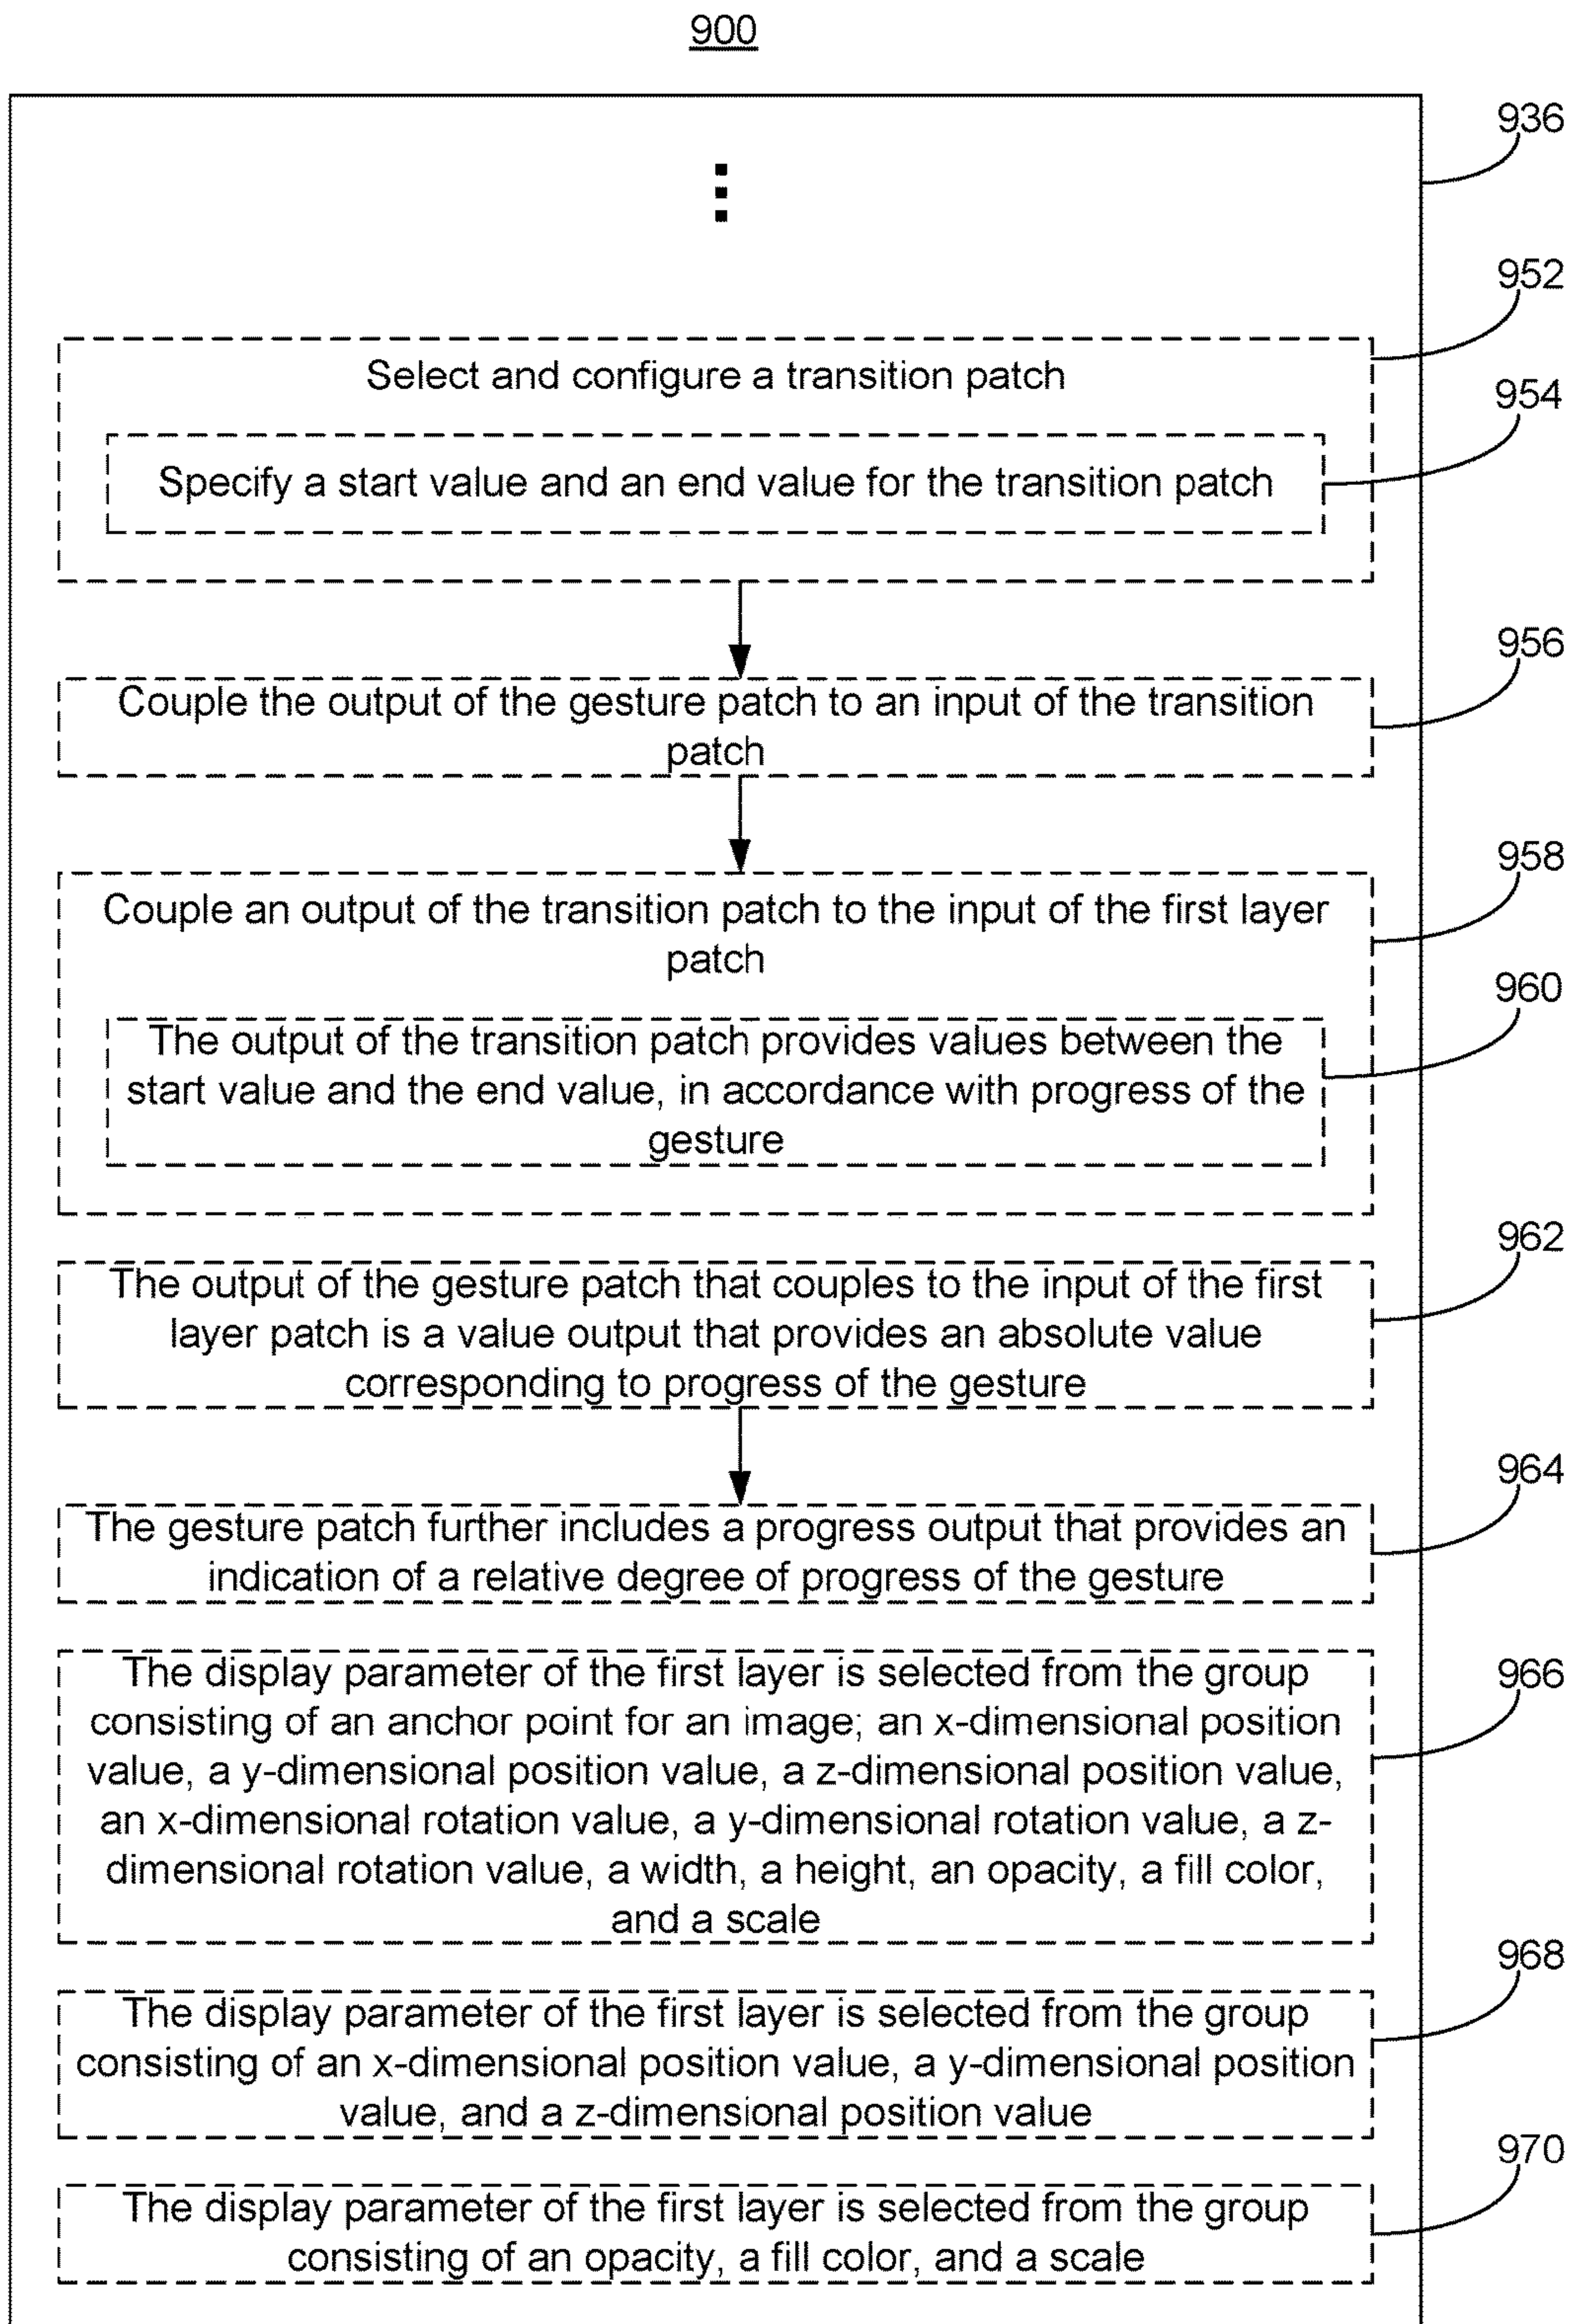 900
936
952
Select and configure a transition patch
954
Specify a start value and an end value for the transition patch
956
Couple the output of the gesture patch to an input of the transition
patch
958
Couple an output of the transition patch to the input of the first layer
patch
960
The output of the transition patch provides values between the
start value and the end value, in accordance with progress of the
gesture
962
The output of the gesture patch that couples to the input of the first
layer patch is a value output that provides an absolute value
corresponding to progress of the gesture
964
The gesture patch further includes a progress output that provides an
indication of a relative degree of progress of the gesture
966
The display parameter of the first layer is selected from the group
consisting of an anchor point for an image; an x-dimensional position
value, a y-dimensional position value, a z-dimensional position value,
an x-dimensional rotation value, a y-dimensional rotation value, a z-
dimensional rotation value, a width, a height, an opacity, a fill color,
and a scale
968
The display parameter of the first layer is selected from the group
consisting of an x-dimensional position value, a y-dimensional position
value, and a z-dimensional position value
970
The display parameter of the first layer is selected from the group
consisting of an opacity, a fill color, and a scale